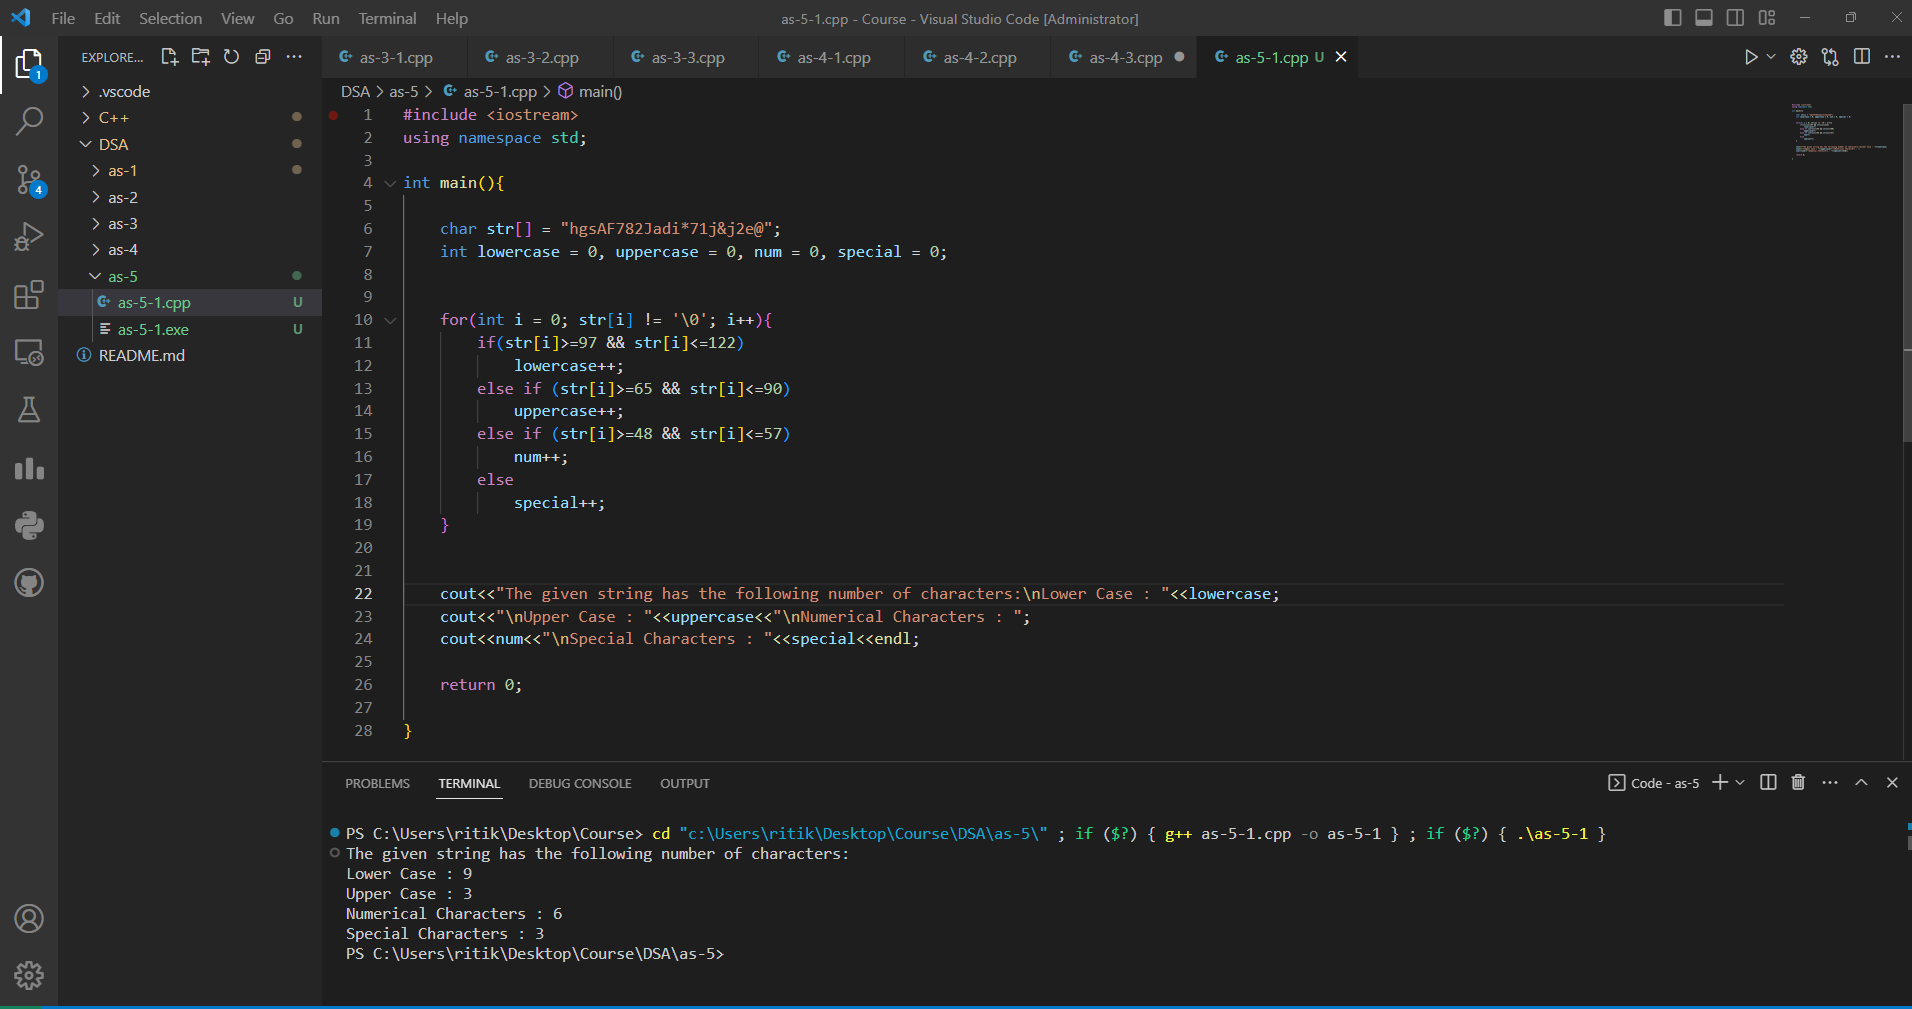 File Edit Selection View Go Run Terminal Help
as-5-1.cpp - Course - Visual Studio Code [Administrator]
EXPLORE...
as-3-1.cpp as-3-2.cpp as-3-3.cpp as-4-1.cpp as-4-2.cpp as-4-3.cpp as-5-1.cpp U
1
4
.vscode
C++
DSA
as-1
as-2
as-3
as-4
as-5
as-5-1.cpp U
as-5-1.exe U
README.md
DSA > as-5 > as-5-1.cpp > main()
1 #include <iostream>
2 using namespace std;
3
4 int main(){
5
6 char str[] = "hgsAF782Jadi*71j&j2e@";
7 int lowercase = 0, uppercase = 0, num = 0, special = 0;
8
9
10 for(int i = 0; str[i] != '\0'; i++){
11 if(str[i]>=97 && str[i]<=122)
12 lowercase++;
13 else if (str[i]>=65 && str[i]<=90)
14 uppercase++;
15 else if (str[i]>=48 && str[i]<=57)
16 num++;
17 else
18 special++;
19 }
20
21
22 cout<<"The given string has the following number of characters:\nLower Case : "<<lowercase;
23 cout<<"\nUpper Case : "<<uppercase<<"\nNumerical Characters : ";
24 cout<<num<<"\nSpecial Characters : "<<special<<endl;
25
26 return 0;
27
28 }
PROBLEMS TERMINAL DEBUG CONSOLE OUTPUT
Code - as-5
PS C:\Users\ritik\Desktop\Course> cd "c:\Users\ritik\Desktop\Course\DSA\as-5\" ; if ($?) { g++ as-5-1.cpp -o as-5-1 } ; if ($?) { .\as-5-1 }
The given string has the following number of characters:
Lower Case : 9
Upper Case : 3
Numerical Characters : 6
Special Characters : 3
PS C:\Users\ritik\Desktop\Course\DSA\as-5>